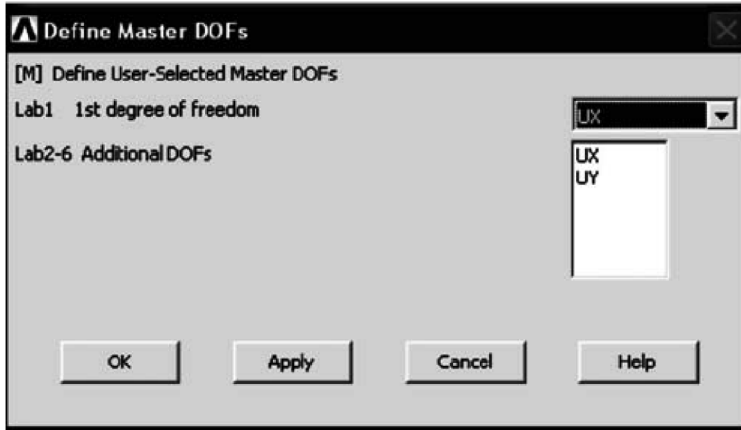 Define Master DOFs
[M] Define User-Selected Master DOFs
Lab1 1st degree of freedom
UX
Lab2-6 Additional DOFs
UX
UY
OK Apply Cancel Help